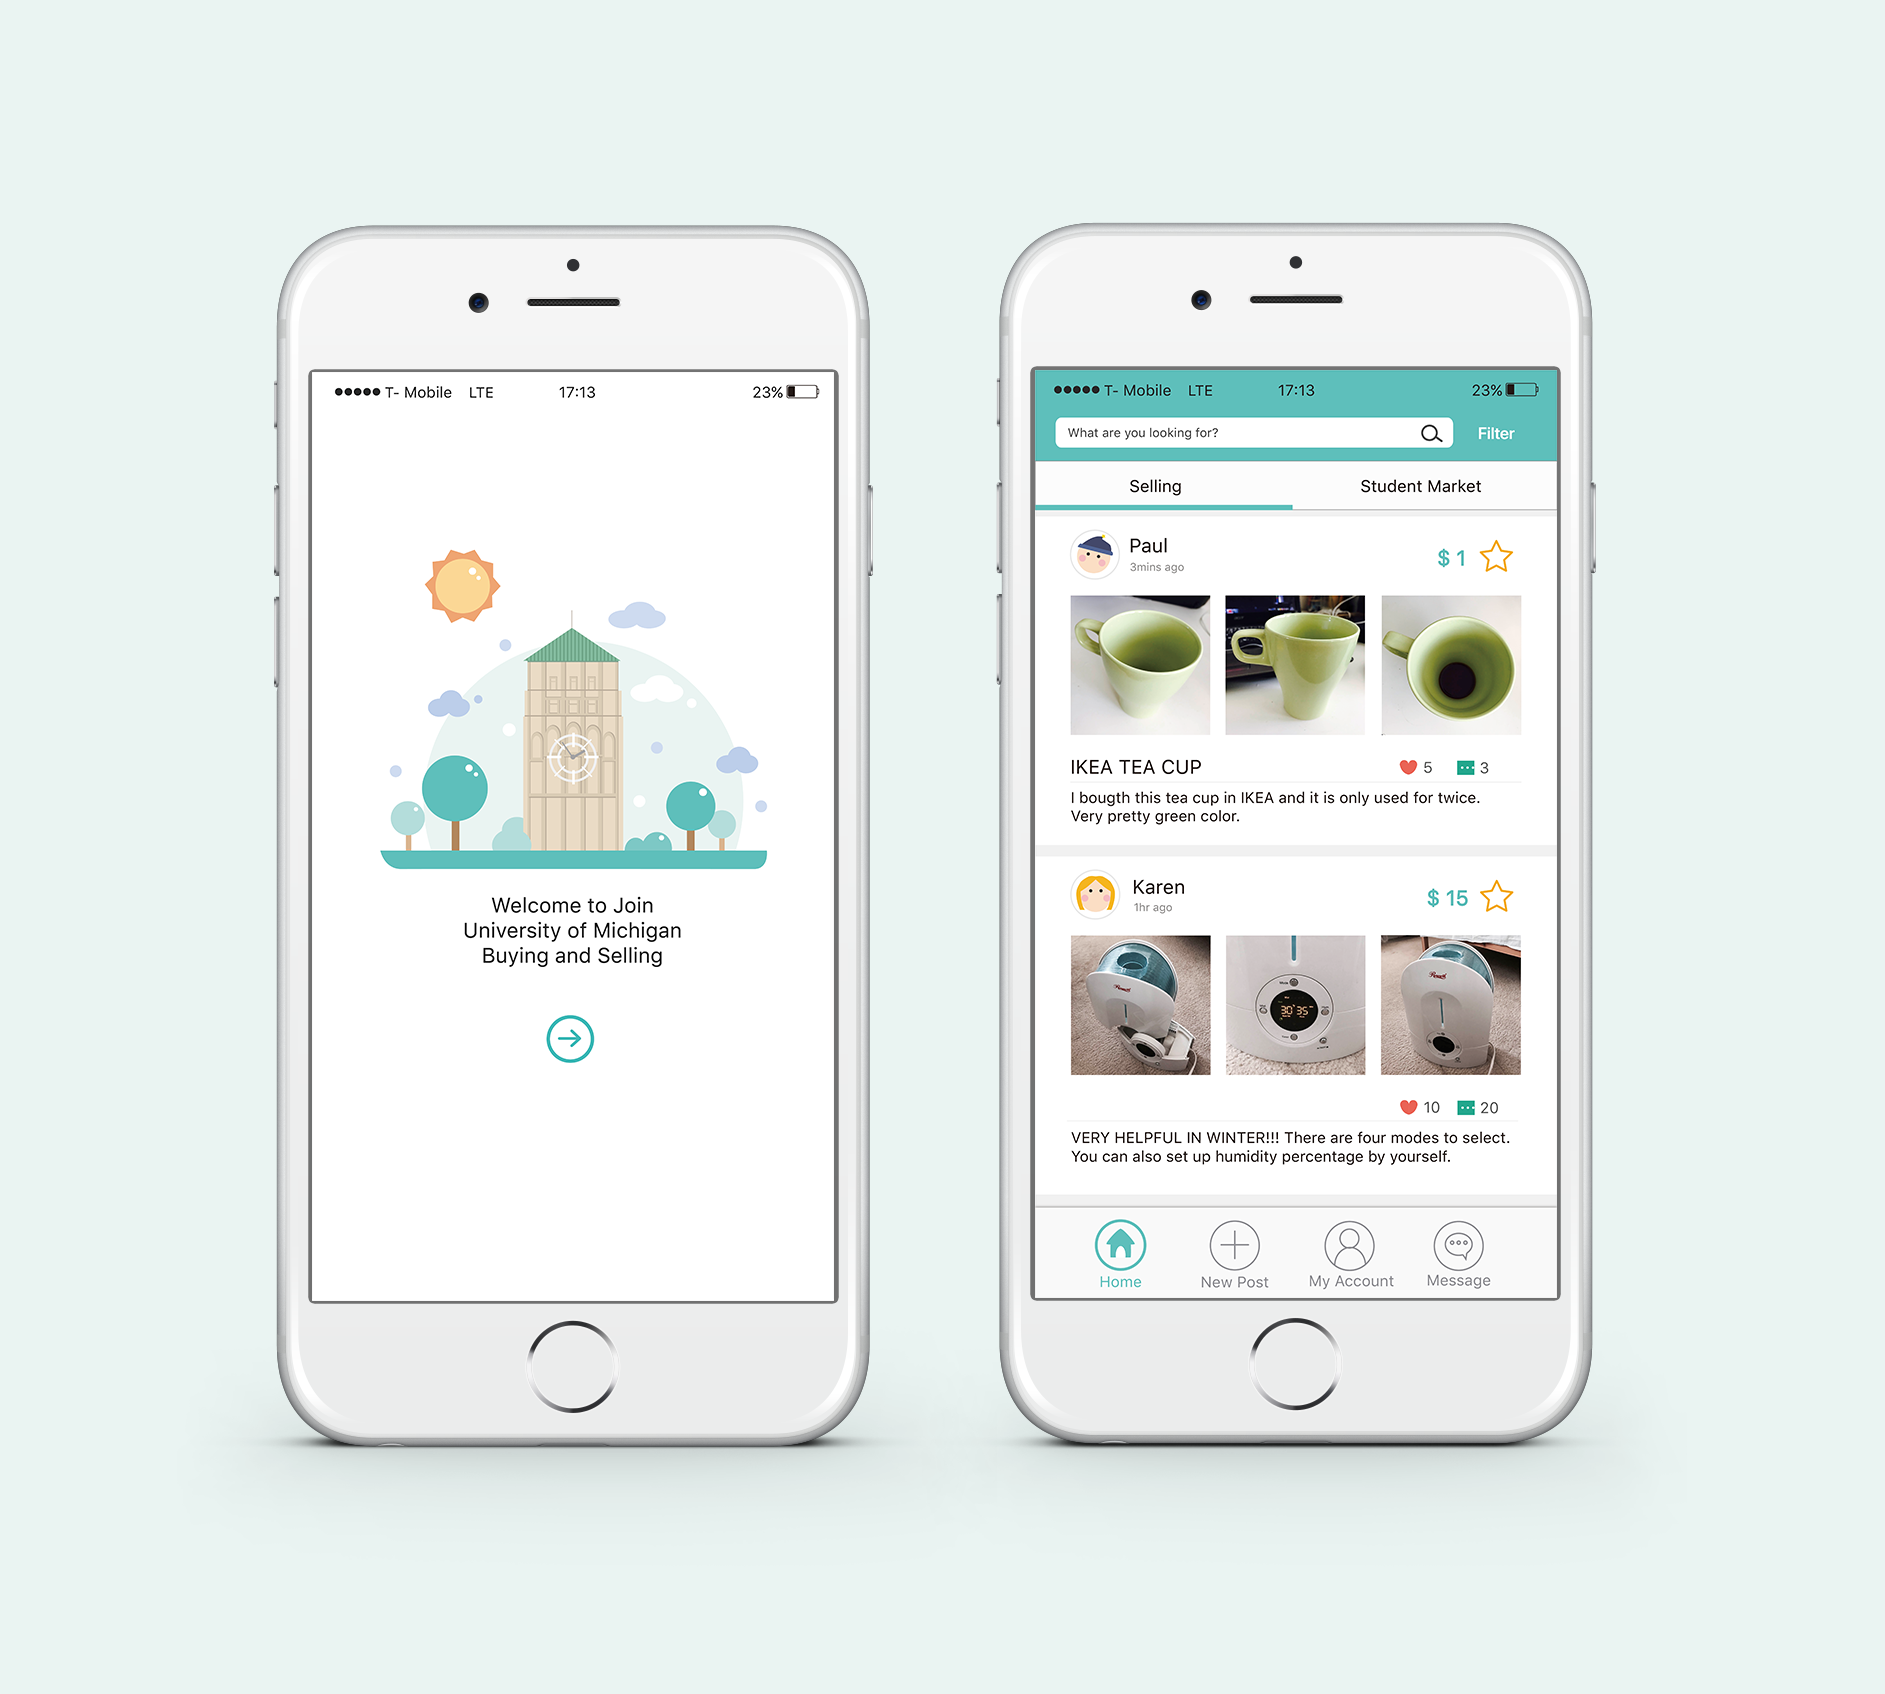 T- Mobile LTE 17:13 23%
Welcome to Join
University of Michigan
Buying and Selling
T- Mobile LTE 17:13 23%
What are you looking for? Filter
Selling Student Market
Paul
3mins ago
$ 1
IKEA TEA CUP 5 3
I bougth this tea cup in IKEA and it is only used for twice.
Very pretty green color.
Karen
1hr ago
$ 15
30 35
10 20
VERY HELPFUL IN WINTER!!! There are four modes to select.
You can also set up humidity percentage by yourself.
Home New Post My Account Message